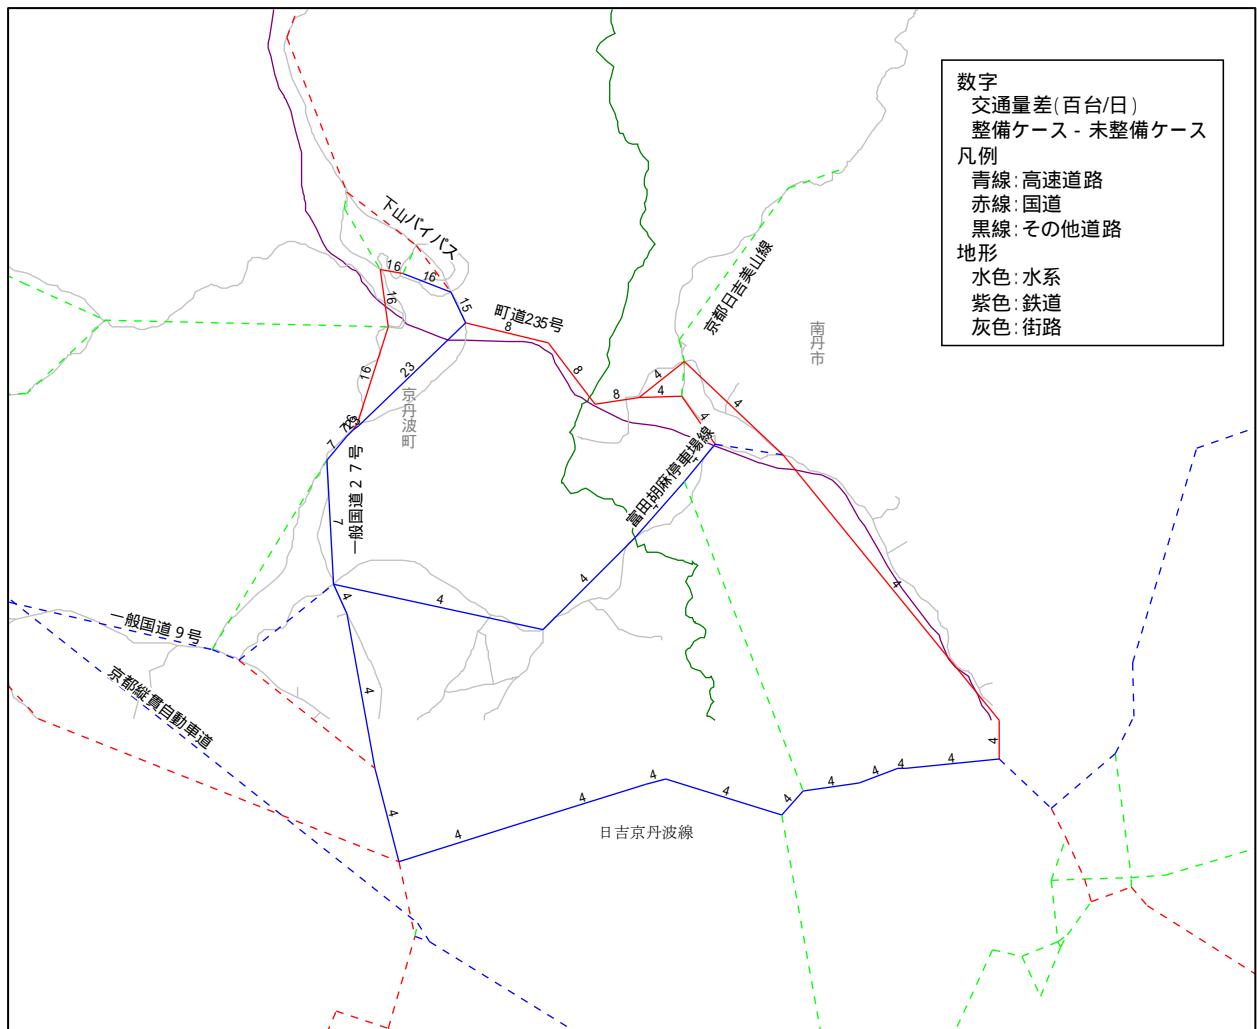 数字
交通量差(百台/日)
整備ケース - 未整備ケース
凡例
青線:高速道路
赤線:国道
黒線:その他道路
地形
水色:水系
紫色:鉄道
灰色:街路
下山バイパス
16
16
16
15
町道235号
8
京都日吉美山線
南丹市
16
23
京丹波町
8
8
4
4
4
4
7
7
一般国道27号
富田胡麻停車場線
4
4
4
4
4
一般国道9号
京都縦貫自動車道
4
4
4
4
4
4
4
4
4
4
4
4
日吉京丹波線